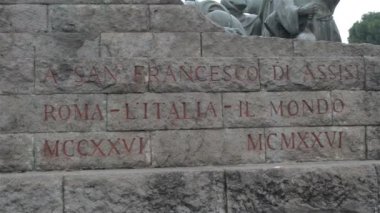 A SAN FRANCESCO DI ASSISI
ROMA - L'ITALIA - IL MONDO
MCCXXVI MCMXXVI